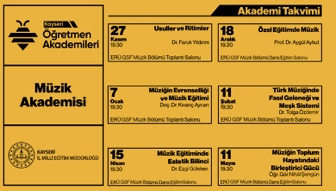 Kayseri
Öğretmen
Akademileri
Müzik
Akademisi
KAYSERİ
İL MİLLİ EĞİTİM MÜDÜRLÜĞÜ
Akademi Takvimi
27
Kasım
19.30
Usuller ve Ritimler
Dr. Faruk Yıldırım
ERÜ GSF Müzik Bölümü Toplantı Salonu
18
Aralık
19.30
Özel Eğitimde Müzik
Prof. Dr. Aygül Aykut
ERÜ GSF Müzik Bölümü Dans Eğitim Salonu
7
Ocak
19.30
Müziğin Evrenselliği
ve Müzik Eğitimi
Doç. Dr. Kıvanç Aycan
ERÜ GSF Müzik Bölümü Toplantı Salonu
11
Şubat
19.30
Türk Müziğinde
Fasıl Geleneği ve
Meşk Sistemi
Dr. Tolga Özdemir
ERÜ GSF Müzik Bölümü Toplantı Salonu
15
Nisan
19.30
Müzik Eğitiminde
Estetik Bilinci
Dr. Ezgi
ERÜ GSF Müzik Bölümü Toplantı Salonu
11
Mayıs
19.30
Müziğin Toplum
Hayatındaki
Birleştirici Gücü
Öğr. Gör. Nihat Şengün
ERÜ GSF Müzik Bölümü Dans Eğitim Salonu